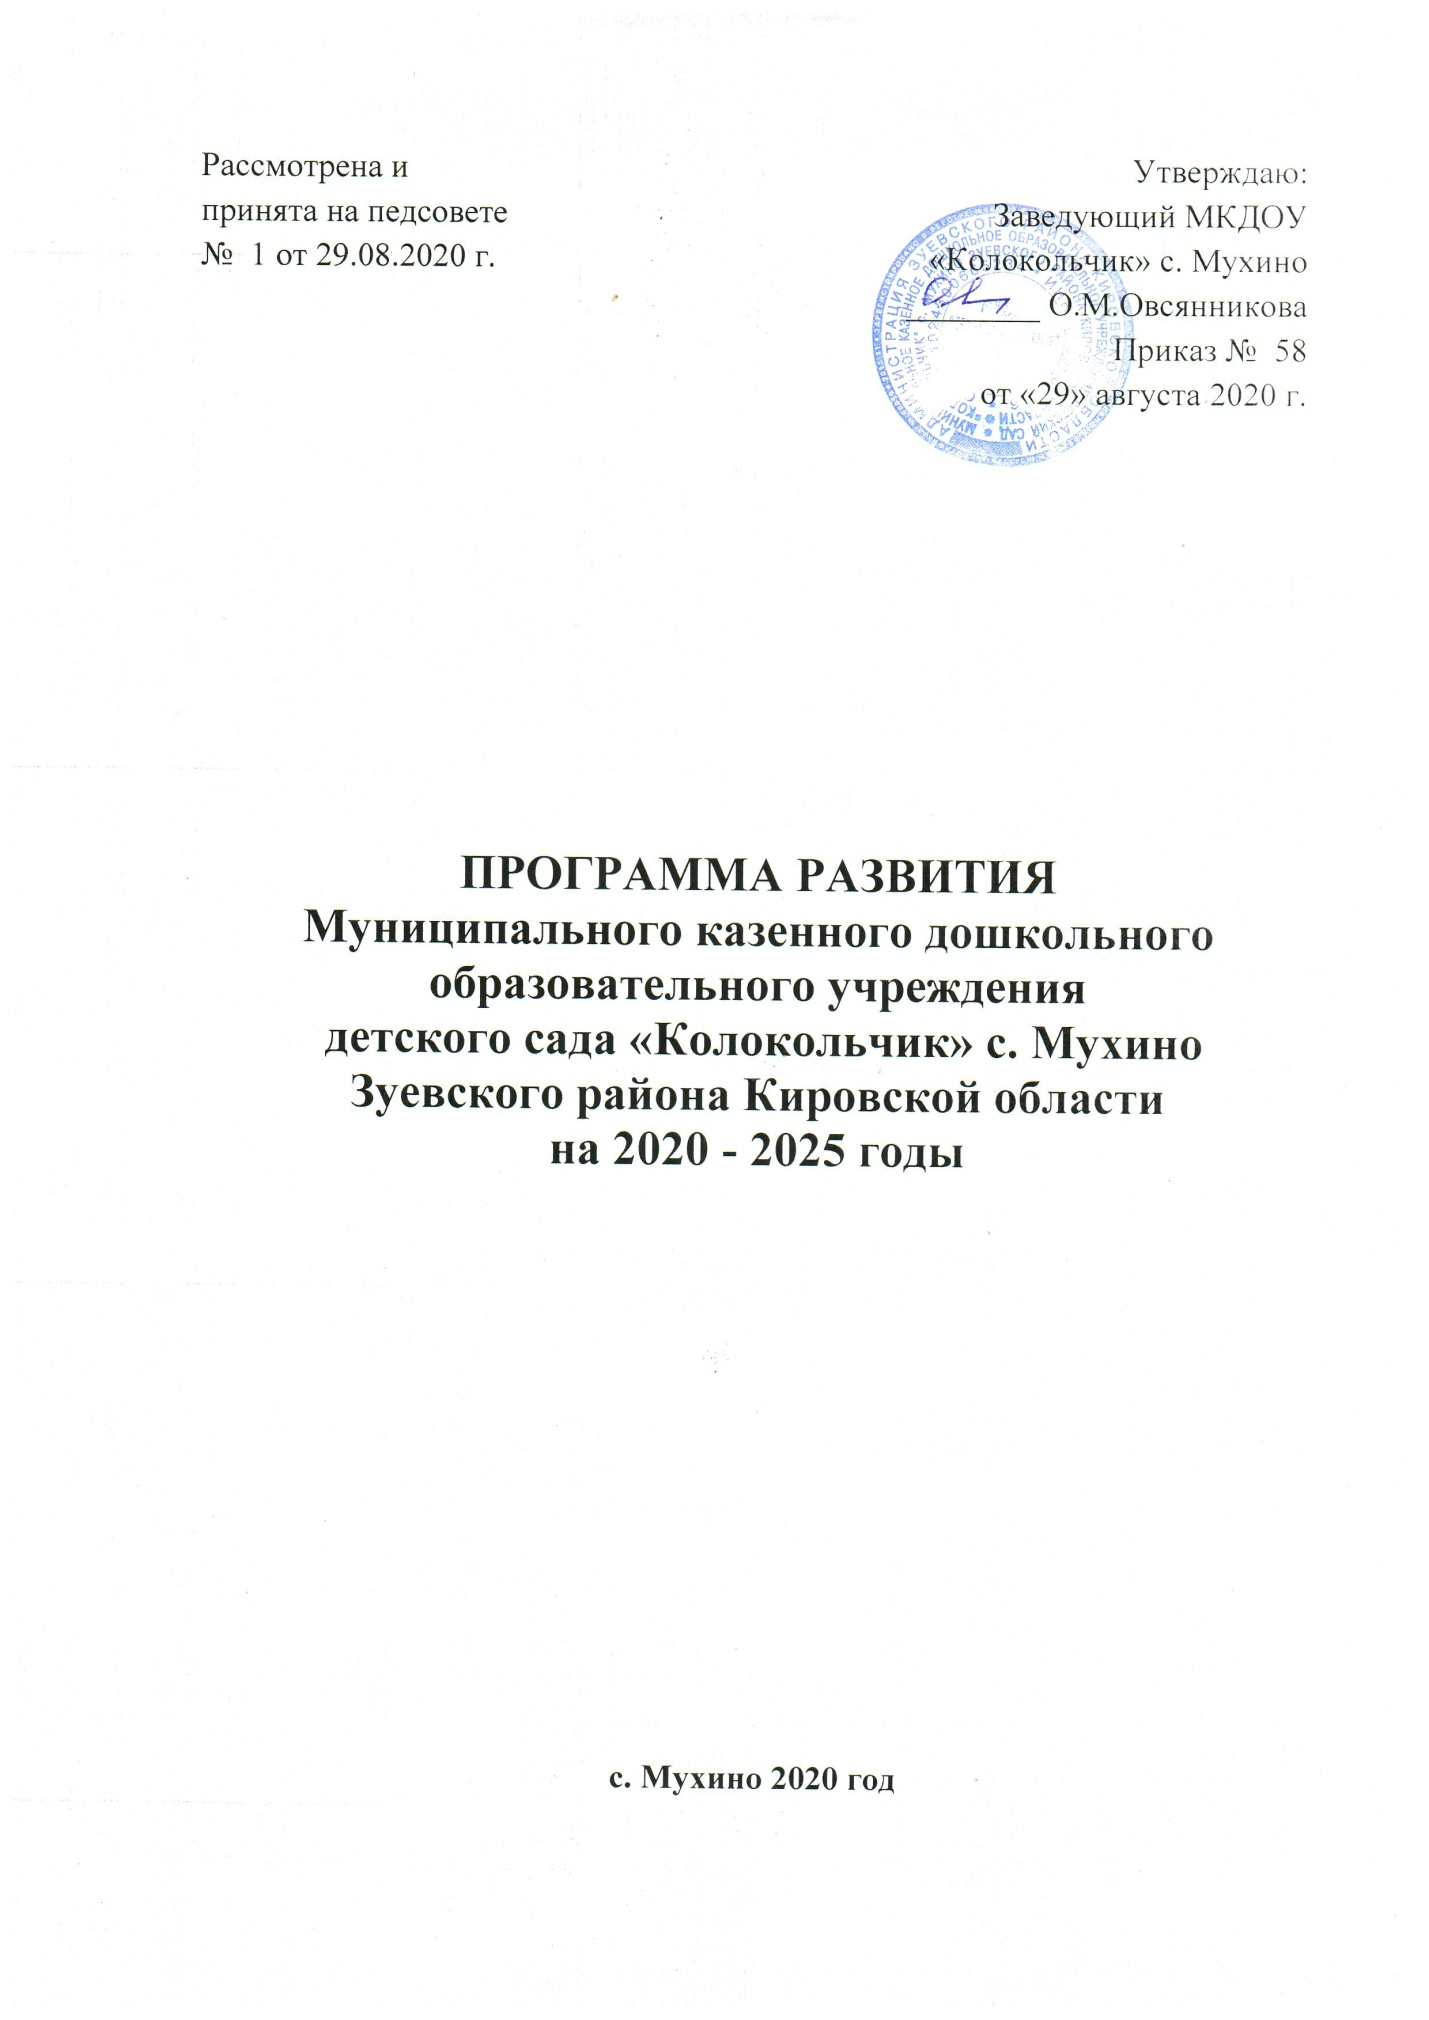 Рассмотрена и
принята на педсовете
№ 1 от 29.08.2020 г.
Утверждаю:
Заведующий МКДОУ
«Колокольчик» с. Мухино
__________ О.М.Овсянникова
Приказ № 58
от «29» августа 2020 г.
ПРОГРАММА РАЗВИТИЯ
Муниципального казенного дошкольного
образовательного учреждения
детского сада «Колокольчик» с. Мухино
Зуевского района Кировской области
на 2020 - 2025 годы
с. Мухино 2020 год